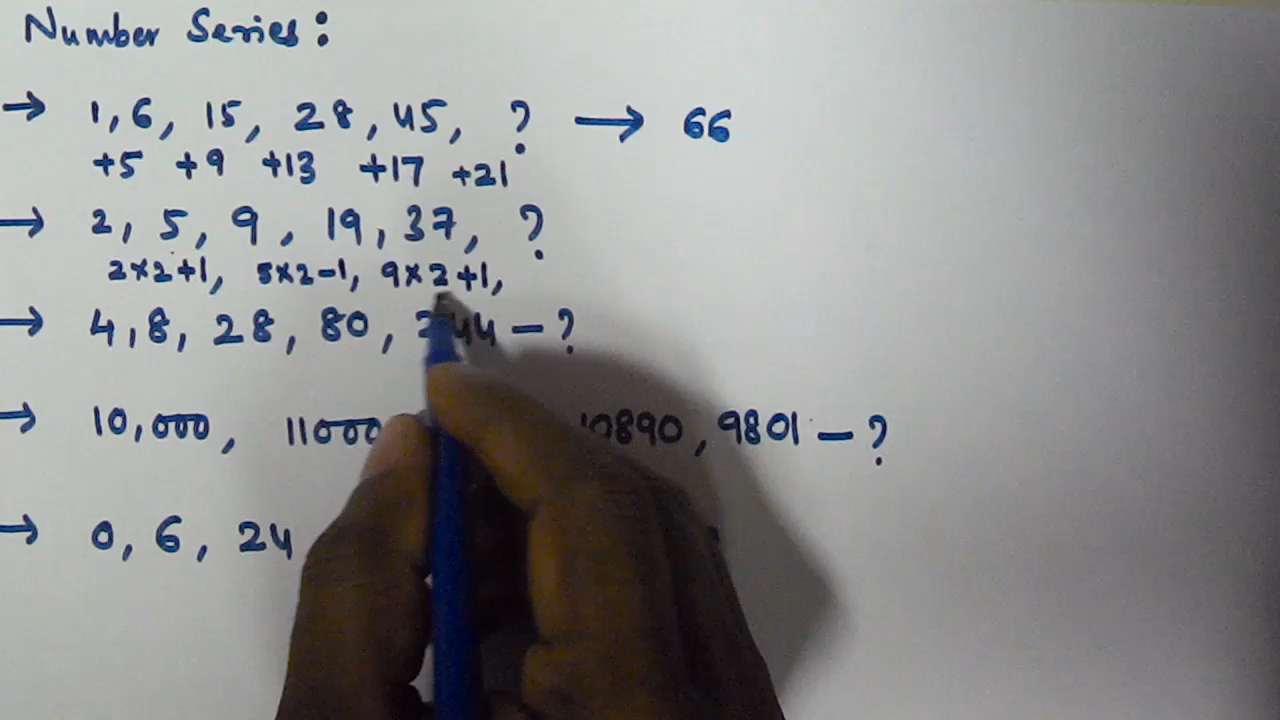 Number Series:
→ 1, 6, 15, 28, 45, ? → 66
+5 +9 +13 +17 +21
→ 2, 5, 9, 19, 37, ?
2×2+1, 5×2-1, 9×2+1,
→ 4, 8, 28, 80, 244 - ?
→ 10,000, 11000 10890, 9801 - ?
→ 0, 6, 24